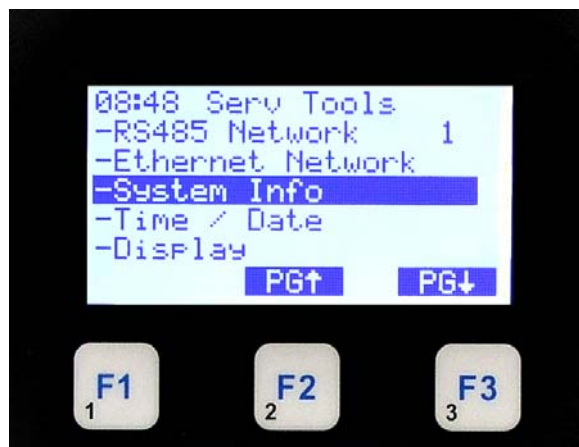 08:48 Serv Tools
-RS485 Network 1
-Ethernet Network
-System Info
-Time / Date
-Display
PG↑ PG↓
F1 F2 F3
1 2 3